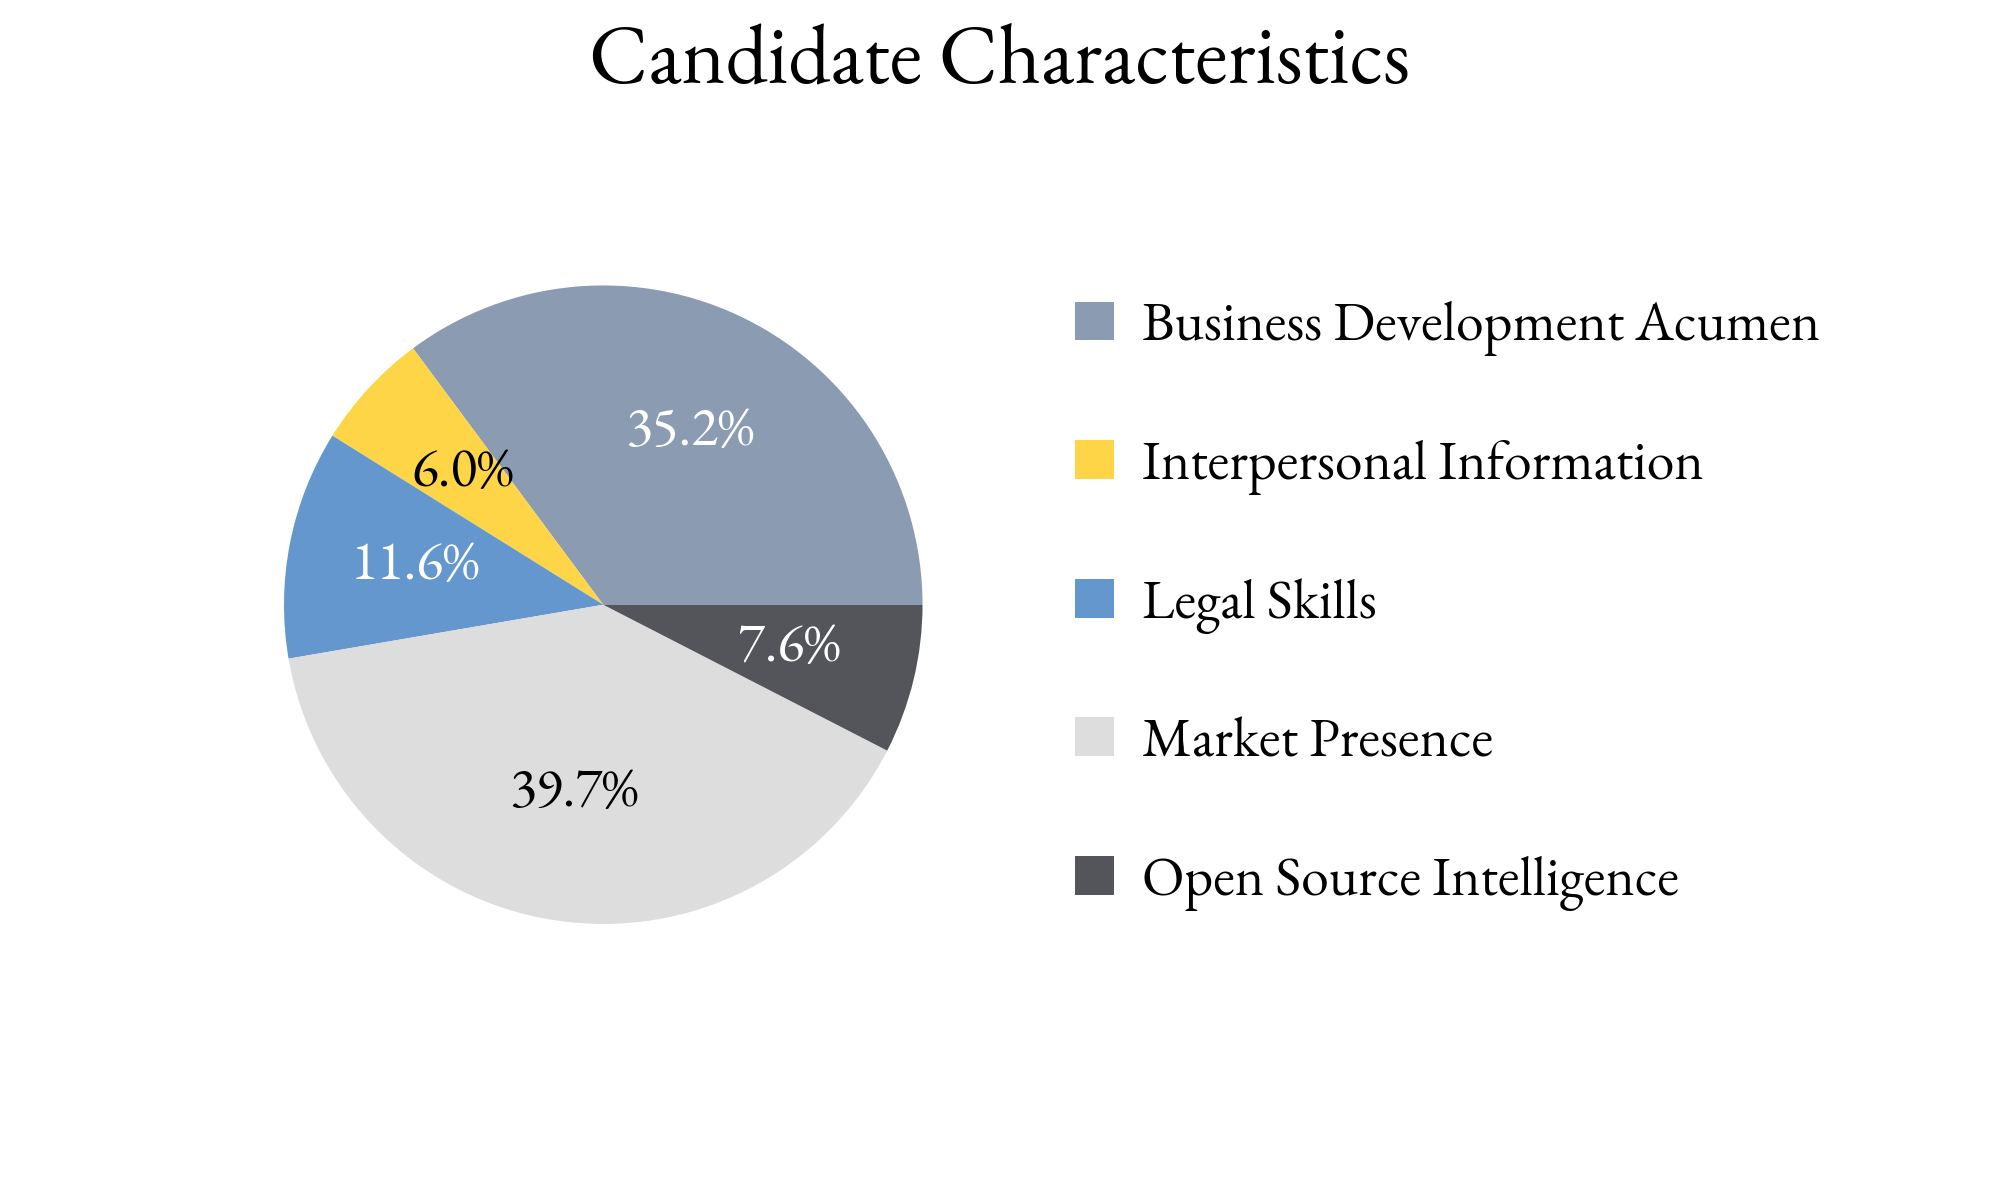 Candidate Characteristics
35.2%
6.0%
11.6%
7.6%
39.7%
Business Development Acumen
Interpersonal Information
Legal Skills
Market Presence
Open Source Intelligence